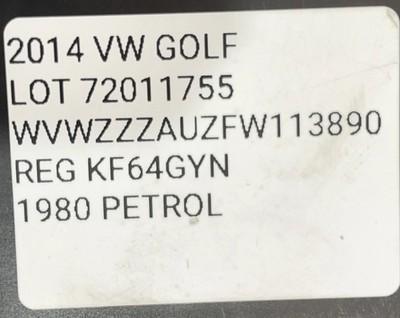 2014 VW GOLF
LOT 72011755
WVWZZZAUZFW113890
REG KF64GYN
1980 PETROL